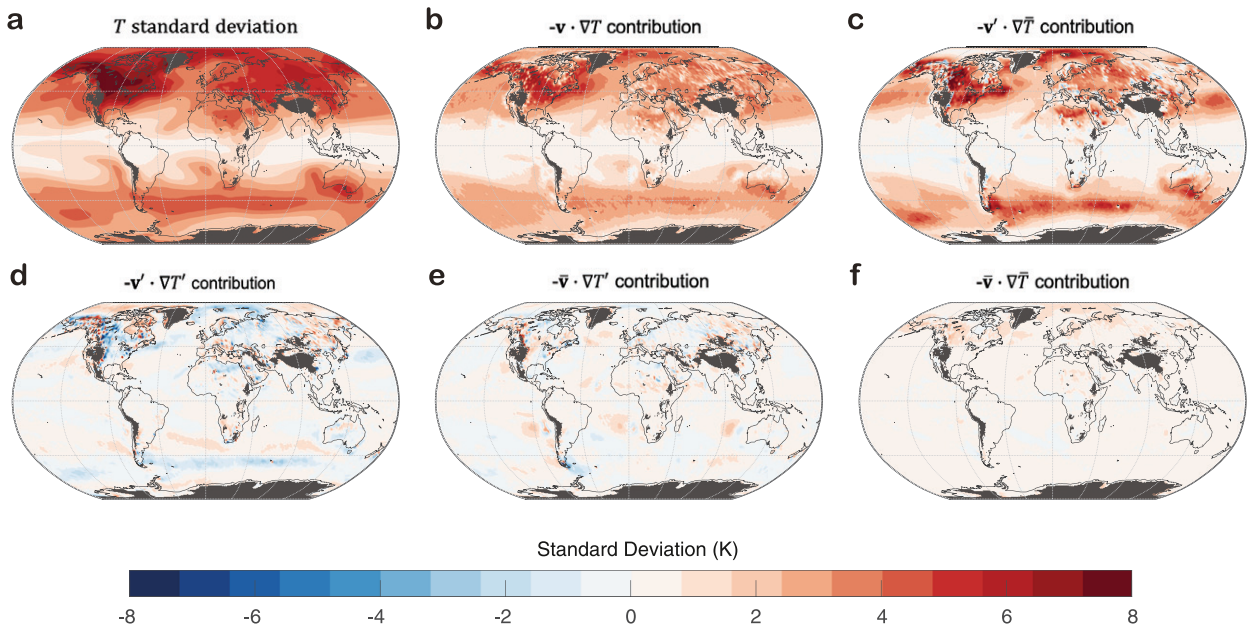 a
T standard deviation
b
-v · ∇T contribution
c
-v′ · ∇T̄ contribution
d
-v′ · ∇T′ contribution
e
-v̄ · ∇T′ contribution
f
-v̄ · ∇T̄ contribution
Standard Deviation (K)
-8 -6 -4 -2 0 2 4 6 8